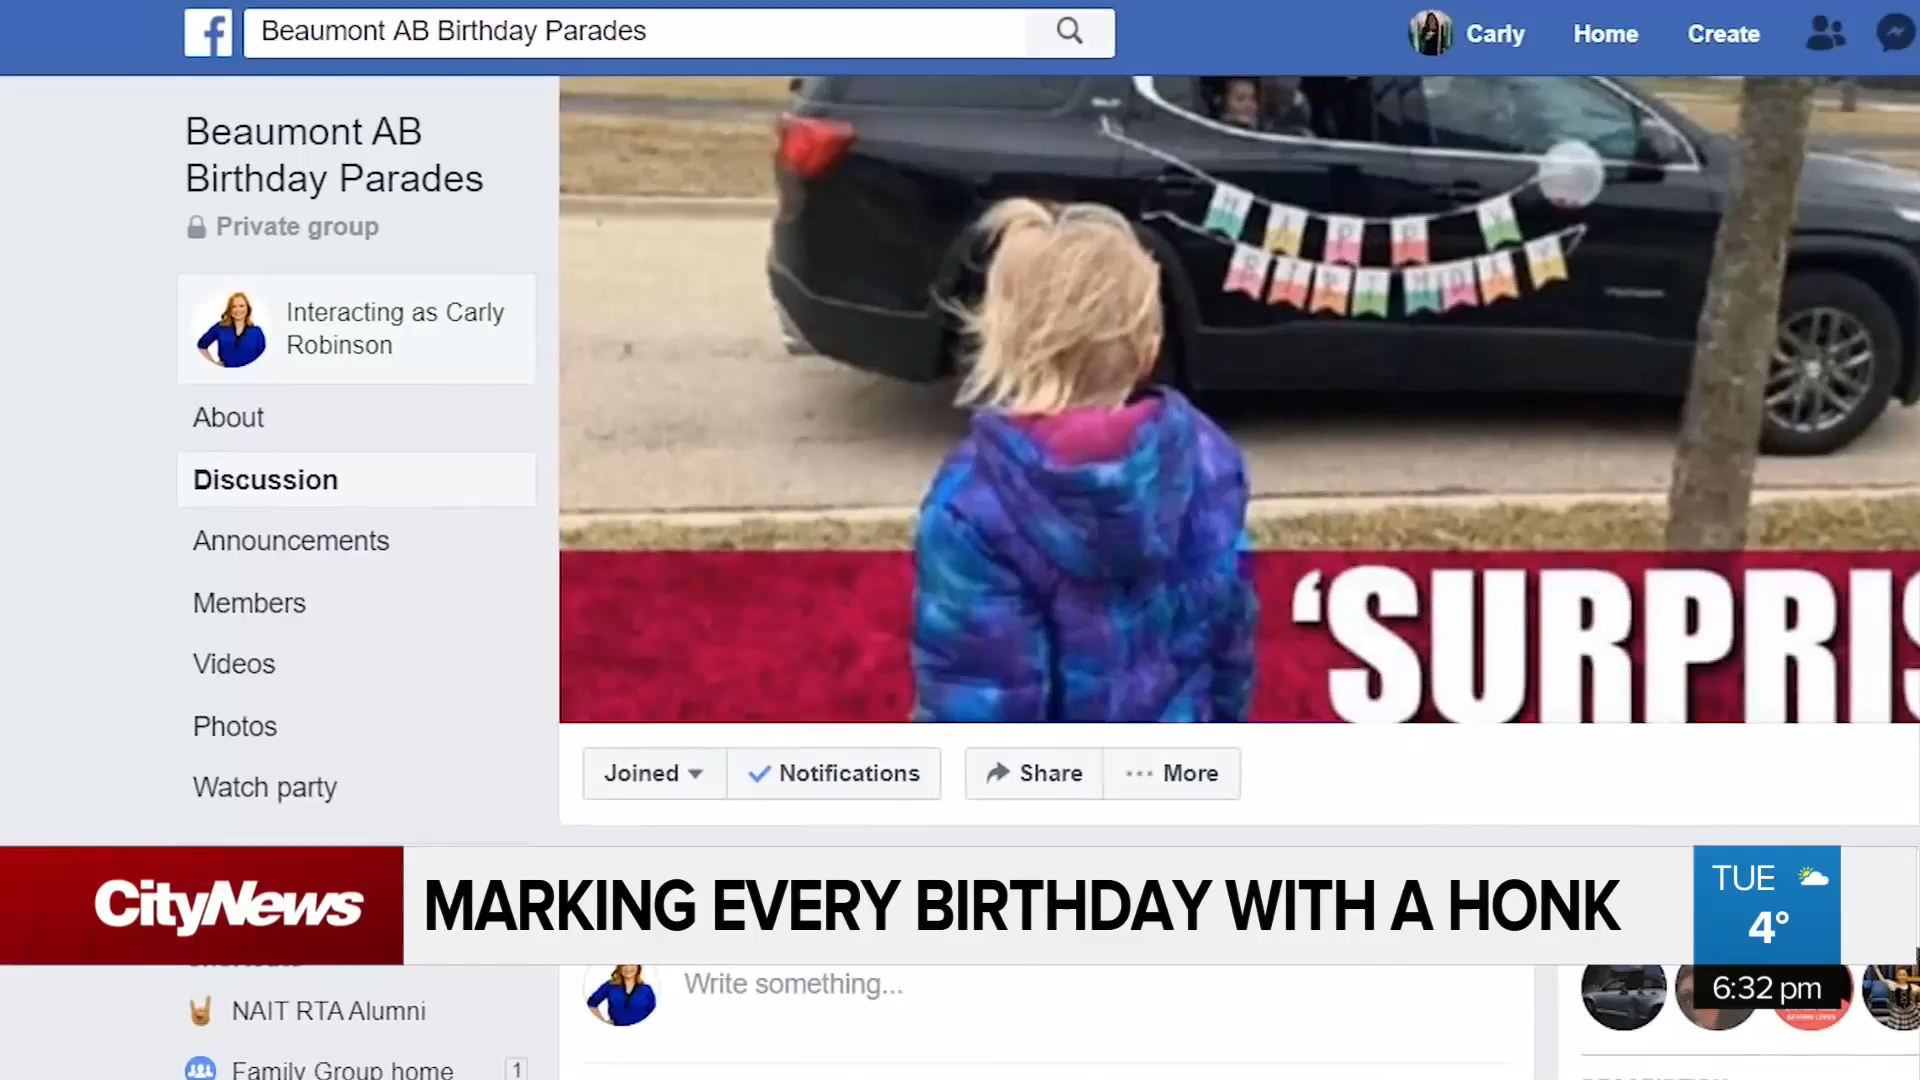 Beaumont AB Birthday Parades
Carly
Home
Create
Beaumont AB
Birthday Parades
Private group
Interacting as Carly
Robinson
About
Discussion
Announcements
Members
Videos
Photos
Watch party
HAPPY
BIRTHDAY
‘SURPRIS
Joined
Notifications
Share
More
CityNews
MARKING EVERY BIRTHDAY WITH A HONK
TUE
4°
6:32 pm
Write something...
NAIT RTA Alumni
Family Group home
1